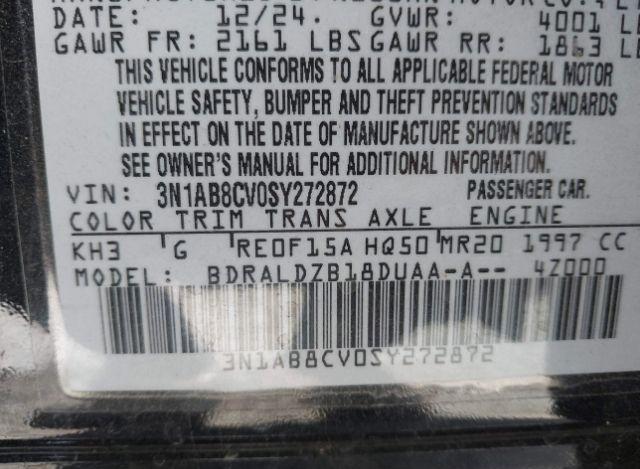 DATE: 12/24. GVWR: 4001
GAWR FR: 2161 LBS GAWR RR: 1863
THIS VEHICLE CONFORMS TO ALL APPLICABLE FEDERAL MOTOR
VEHICLE SAFETY, BUMPER AND THEFT PREVENTION STANDARDS
IN EFFECT ON THE DATE OF MANUFACTURE SHOWN ABOVE.
SEE OWNER'S MANUAL FOR ADDITIONAL INFORMATION.
VIN: 3N1AB8CV0SY272872 PASSENGER CAR.
COLOR TRIM TRANS AXLE ENGINE
KH3 G RE0F15A HQ50 MR20 1997 CC
MODEL: BDRALDZB18DUAA-A-- 4Z000
3N1AB8CV0SY272872